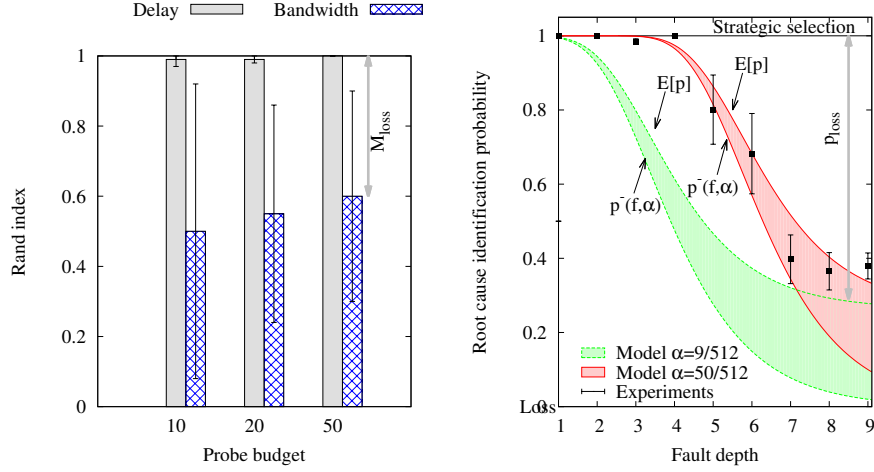 Delay
Bandwidth
Rand index
1
0.8
0.6
0.4
0.2
0
10
20
50
Probe budget
M_loss
Root cause identification probability
1
0.8
0.6
0.4
0.2
0
Loss
1
2
3
4
5
6
7
8
9
Fault depth
Strategic selection
E[p]
E[p]
p⁻(f,α)
p⁻(f,α)
p_loss
Model α=9/512
Model α=50/512
Experiments